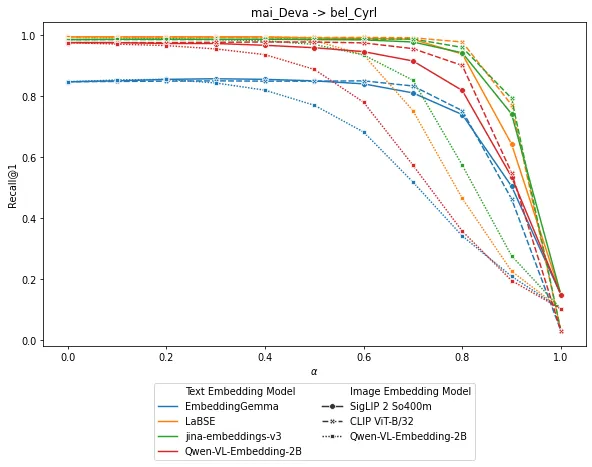 mai_Deva -> bel_Cyrl
1.0
0.8
0.6
0.4
0.2
0.0
Recall@1
0.0 0.2 0.4 0.6 0.8 1.0
α
Text Embedding Model
EmbeddingGemma
LaBSE
jina-embeddings-v3
Qwen-VL-Embedding-2B
Image Embedding Model
SigLIP 2 So400m
CLIP ViT-B/32
Qwen-VL-Embedding-2B